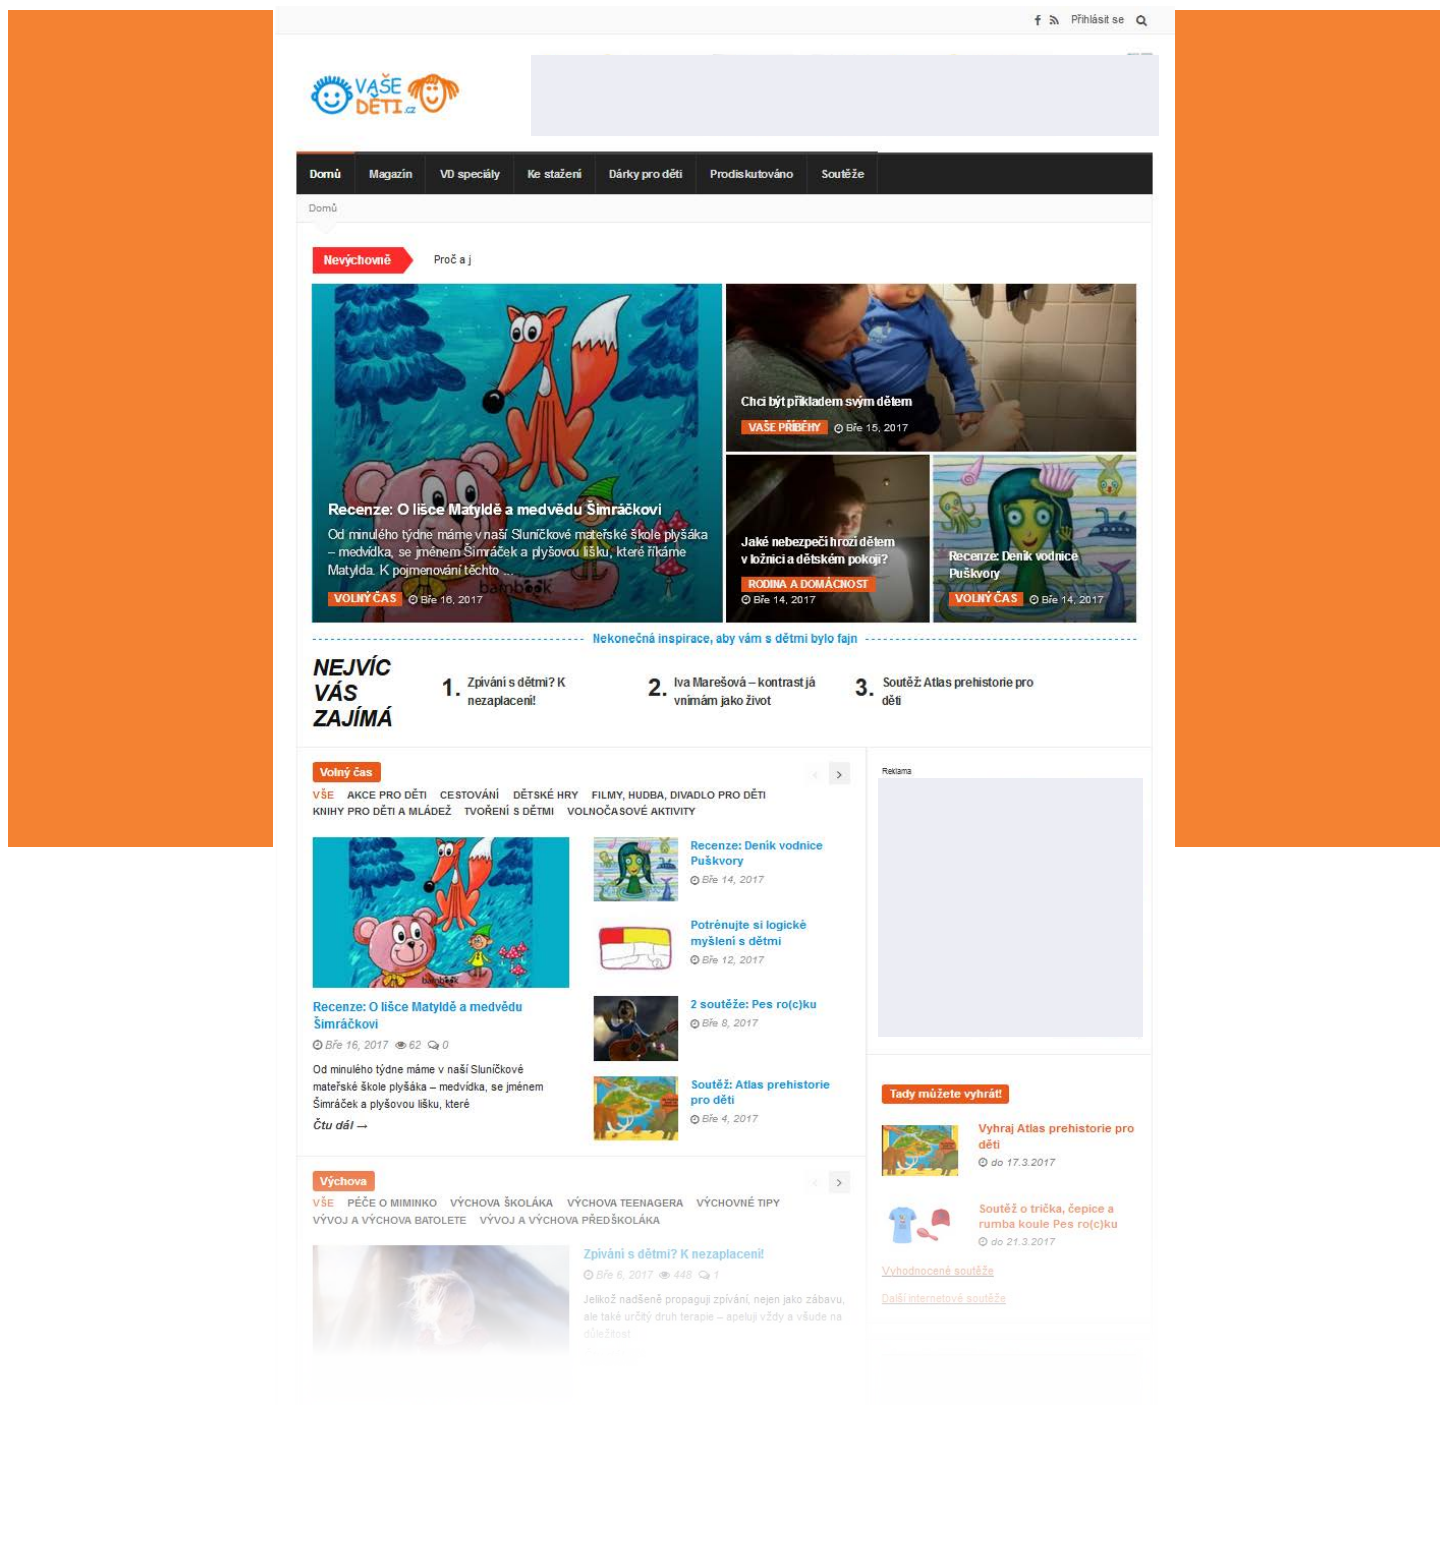 Přihlásit se
VAŠE
DĚTI.cz
Domů
Magazín
VD speciály
Ke stažení
Dárky pro děti
Prodiskutováno
Soutěže
Domů
Nevýchovně
Proč a j
Recenze: O lišce Matyldě a medvědu Šimráčkovi
Od minulého týdne máme v naší Sluníčkové mateřské škole plyšáka
– medvídka, se jménem Šimráček a plyšovou lišku, které říkáme
Matylda. K pojmenování těchto ...
bambook
VOLNÝ ČAS
Bře 16, 2017
Chci být příkladem svým dětem
VAŠE PŘÍBĚHY
Bře 15, 2017
Jaké nebezpečí hrozí dětem
v ložnici a dětském pokoji?
RODINA A DOMÁCNOST
Bře 14, 2017
Recenze: Deník vodnice
Puškvory
VOLNÝ ČAS
Bře 14, 2017
Nekonečná inspirace, aby vám s dětmi bylo fajn
NEJVÍC
VÁS
ZAJÍMÁ
1. Zpívání s dětmi? K
nezaplacení!
2. Iva Marešová – kontrast já
vnímám jako život
3. Soutěž: Atlas prehistorie pro
děti
Volný čas
VŠE AKCE PRO DĚTI CESTOVÁNÍ DĚTSKÉ HRY FILMY, HUDBA, DIVADLO PRO DĚTI
KNIHY PRO DĚTI A MLÁDEŽ TVOŘENÍ S DĚTMI VOLNOČASOVÉ AKTIVITY
bambook
Recenze: O lišce Matyldě a medvědu
Šimráčkovi
Bře 16, 2017 62 0
Od minulého týdne máme v naší Sluníčkové
mateřské škole plyšáka – medvídka, se jménem
Šimráček a plyšovou lišku, které
Čtu dál →
Recenze: Deník vodnice
Puškvory
Bře 14, 2017
Potrénujte si logické
myšlení s dětmi
Bře 12, 2017
2 soutěže: Pes ro(c)ku
Bře 8, 2017
Soutěž: Atlas prehistorie
pro děti
Bře 4, 2017
Reklama
Tady můžete vyhrát!
Vyhraj Atlas prehistorie pro
děti
do 17.3.2017
Soutěž o trička, čepice a
rumba koule Pes ro(c)ku
do 21.3.2017
Vyhodnocené soutěže
Další internetové soutěže
Výchova
VŠE PÉČE O MIMINKO VÝCHOVA ŠKOLÁKA VÝCHOVA TEENAGERA VÝCHOVNÉ TIPY
VÝVOJ A VÝCHOVA BATOLETE VÝVOJ A VÝCHOVA PŘEDŠKOLÁKA
Zpívání s dětmi? K nezaplacení!
Bře 6, 2017 448 1
Jelikož nadšeně propaguji zpívání, nejen jako zábavu,
ale také určitý druh terapie – apeluji vždy a všude na
důležitost